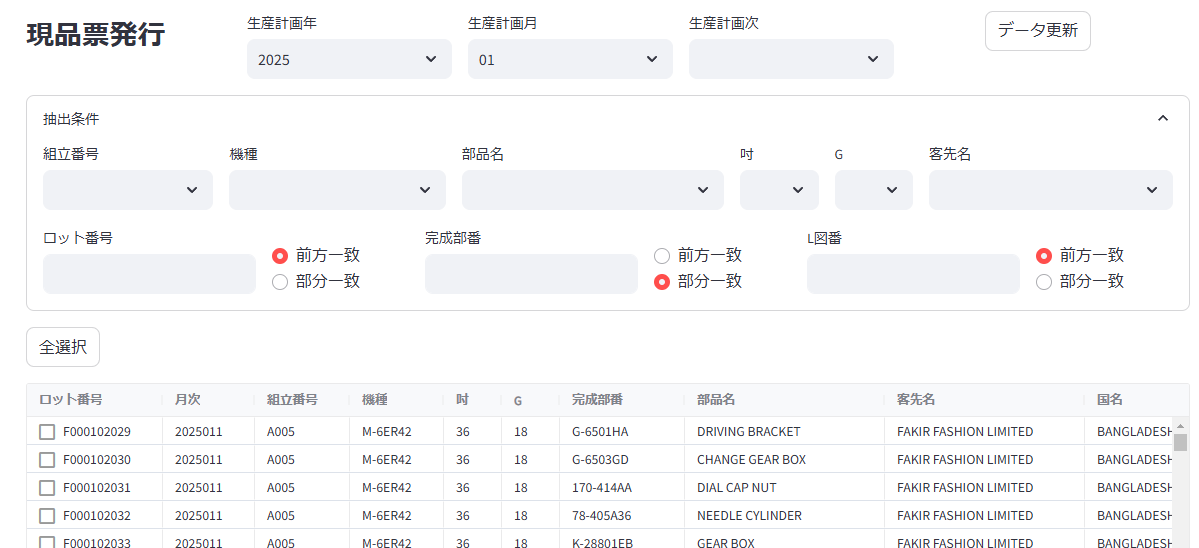 現品票発行
生産計画年 生産計画月 生産計画次
2025 01
データ更新
抽出条件
組立番号 機種 部品名 吋 G 客先名
ロット番号 前方一致 部分一致
完成部番 前方一致 部分一致
L図番 前方一致 部分一致
全選択
ロット番号 月次 組立番号 機種 吋 G 完成部番 部品名 客先名 国名
F000102029 2025011 A005 M-6ER42 36 18 G-6501HA DRIVING BRACKET FAKIR FASHION LIMITED BANGLADESH
F000102030 2025011 A005 M-6ER42 36 18 G-6503GD CHANGE GEAR BOX FAKIR FASHION LIMITED BANGLADESH
F000102031 2025011 A005 M-6ER42 36 18 170-414AA DIAL CAP NUT FAKIR FASHION LIMITED BANGLADESH
F000102032 2025011 A005 M-6ER42 36 18 78-405A36 NEEDLE CYLINDER FAKIR FASHION LIMITED BANGLADESH
F000102033 2025011 A005 M-6ER42 36 18 K-28801EB GEAR BOX FAKIR FASHION LIMITED BANGLADESH